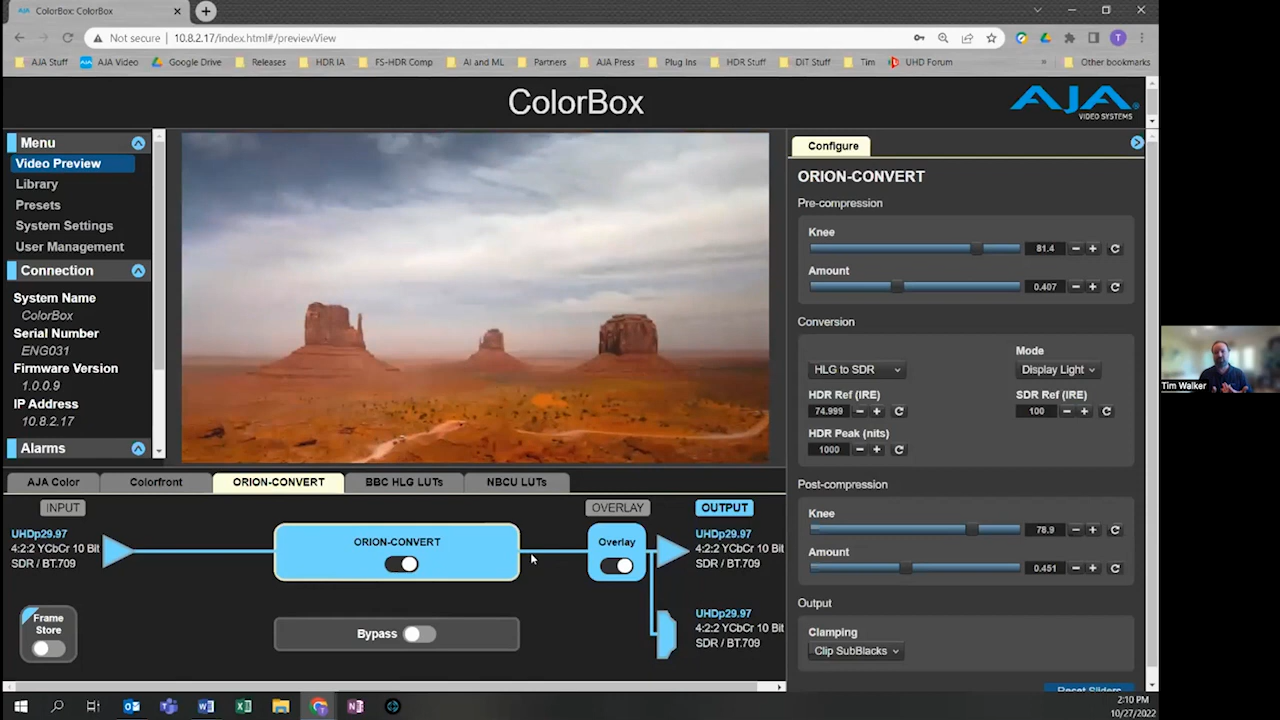 ColorBox: ColorBox
Not secure | 10.8.2.17/index.html#/previewView
T
AJA Stuff AJA Video Google Drive Releases HDR IA FS-HDR Comp AI and ML Partners AJA Press Plug Ins HDR Stuff DIT Stuff Tim UHD Forum » Other bookmarks
ColorBox
AJA
VIDEO SYSTEMS
Menu
Video Preview
Library
Presets
System Settings
User Management
Connection
System Name
ColorBox
Serial Number
ENG031
Firmware Version
1.0.0.9
IP Address
10.8.2.17
Alarms
Configure
ORION-CONVERT
Pre-compression
Knee
81.4
Amount
0.407
Conversion
Mode
HLG to SDR Display Light
HDR Ref (IRE) SDR Ref (IRE)
74.999 100
HDR Peak (nits)
1000
Post-compression
Knee
78.9
Amount
0.451
Output
Clamping
Clip SubBlacks
Reset Sliders
Tim Walker
AJA Color Colorfront ORION-CONVERT BBC HLG LUTs NBCU LUTs
INPUT OVERLAY OUTPUT
UHDp29.97
4:2:2 YCbCr 10 Bit
SDR / BT.709
ORION-CONVERT
Overlay
UHDp29.97
4:2:2 YCbCr 10 Bit
SDR / BT.709
Frame
Store
Bypass
UHDp29.97
4:2:2 YCbCr 10 Bit
SDR / BT.709
2:10 PM
10/27/2022